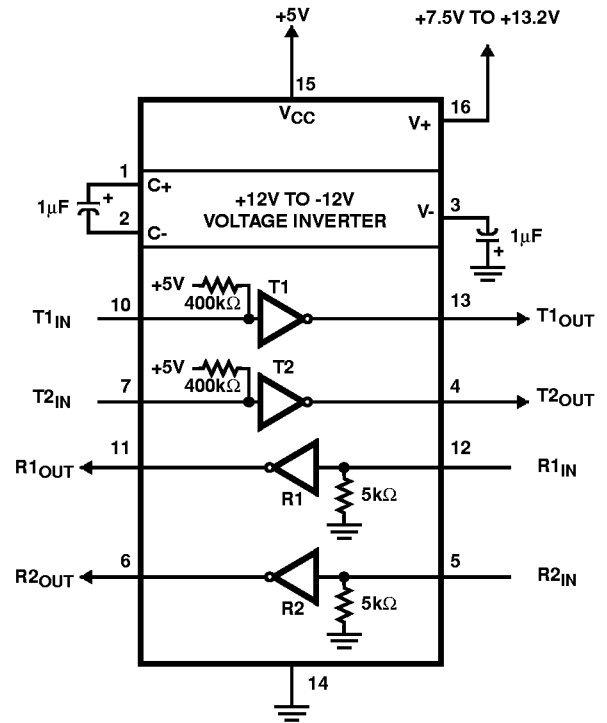 +5V
+7.5V TO +13.2V
15
VCC
16
V+
1
C+
1μF
+
2
C-
+12V TO -12V
VOLTAGE INVERTER
V-
3
1μF
+
+5V
400kΩ
T1
T1IN
10
13
T1OUT
+5V
400kΩ
T2
T2IN
7
4
T2OUT
R1OUT
11
R1
5kΩ
12
R1IN
R2OUT
6
R2
5kΩ
5
R2IN
14